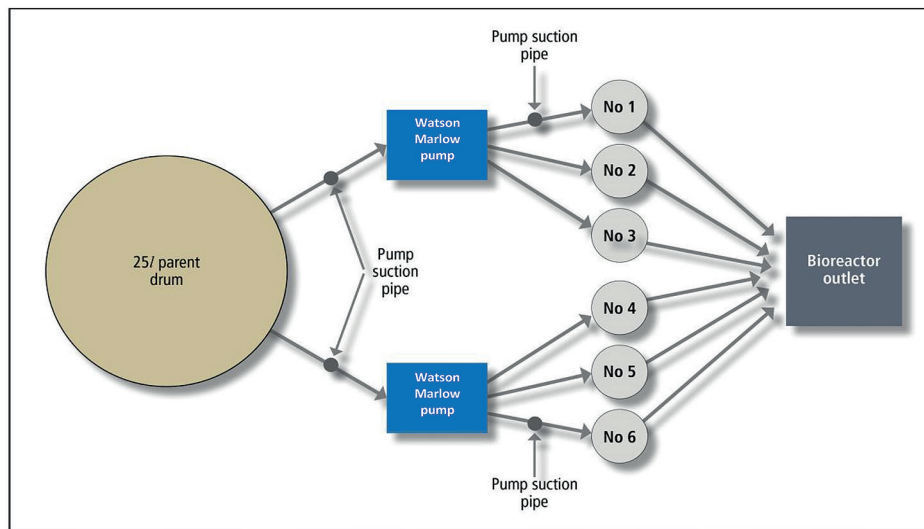 Pump suction
pipe
Watson
Marlow
pump
No 1
No 2
No 3
25l parent
drum
Pump
suction
pipe
Bioreactor
outlet
No 4
No 5
No 6
Watson
Marlow
pump
Pump suction
pipe